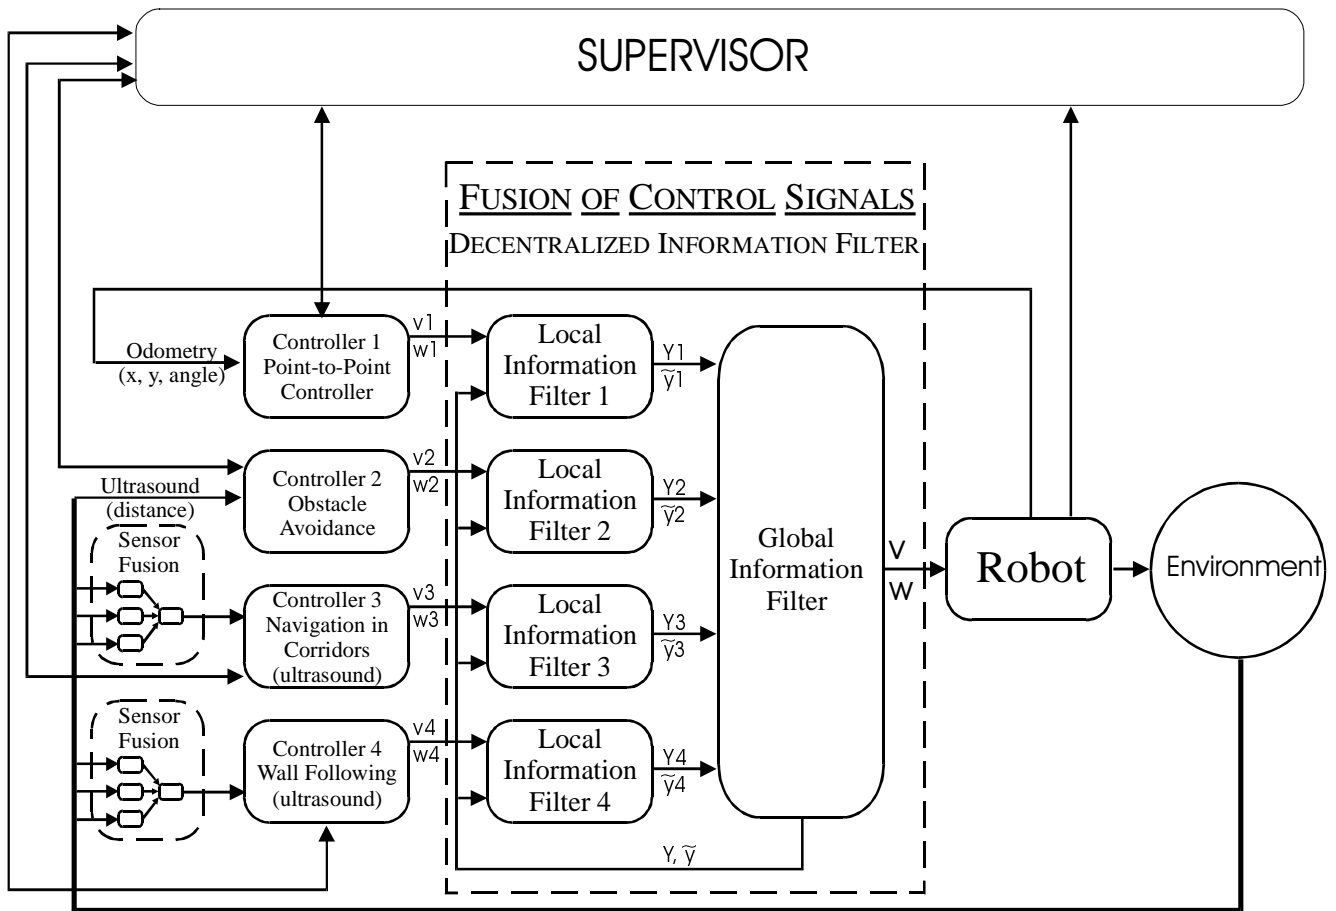 SUPERVISOR
FUSION OF CONTROL SIGNALS
DECENTRALIZED INFORMATION FILTER
Odometry
(x, y, angle)
Controller 1
Point-to-Point
Controller
v1
w1
Local
Information
Filter 1
Y1
ỹ1
Ultrasound
(distance)
Controller 2
Obstacle
Avoidance
v2
w2
Local
Information
Filter 2
Y2
ỹ2
Sensor
Fusion
Controller 3
Navigation in
Corridors
(ultrasound)
v3
w3
Local
Information
Filter 3
Y3
ỹ3
Sensor
Fusion
Controller 4
Wall Following
(ultrasound)
v4
w4
Local
Information
Filter 4
Y4
ỹ4
Global
Information
Filter
V
W
Robot
Environment
Y, ỹ